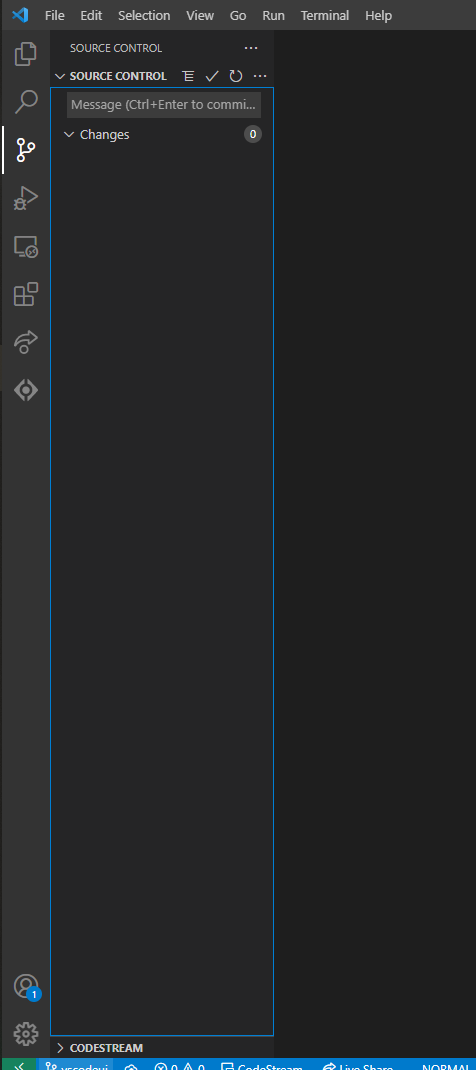 File Edit Selection View Go Run Terminal Help
SOURCE CONTROL
SOURCE CONTROL
Message (Ctrl+Enter to commi...
Changes 0
1
CODESTREAM
vscodevi 0 0 CodeStream Live Share NORMAL